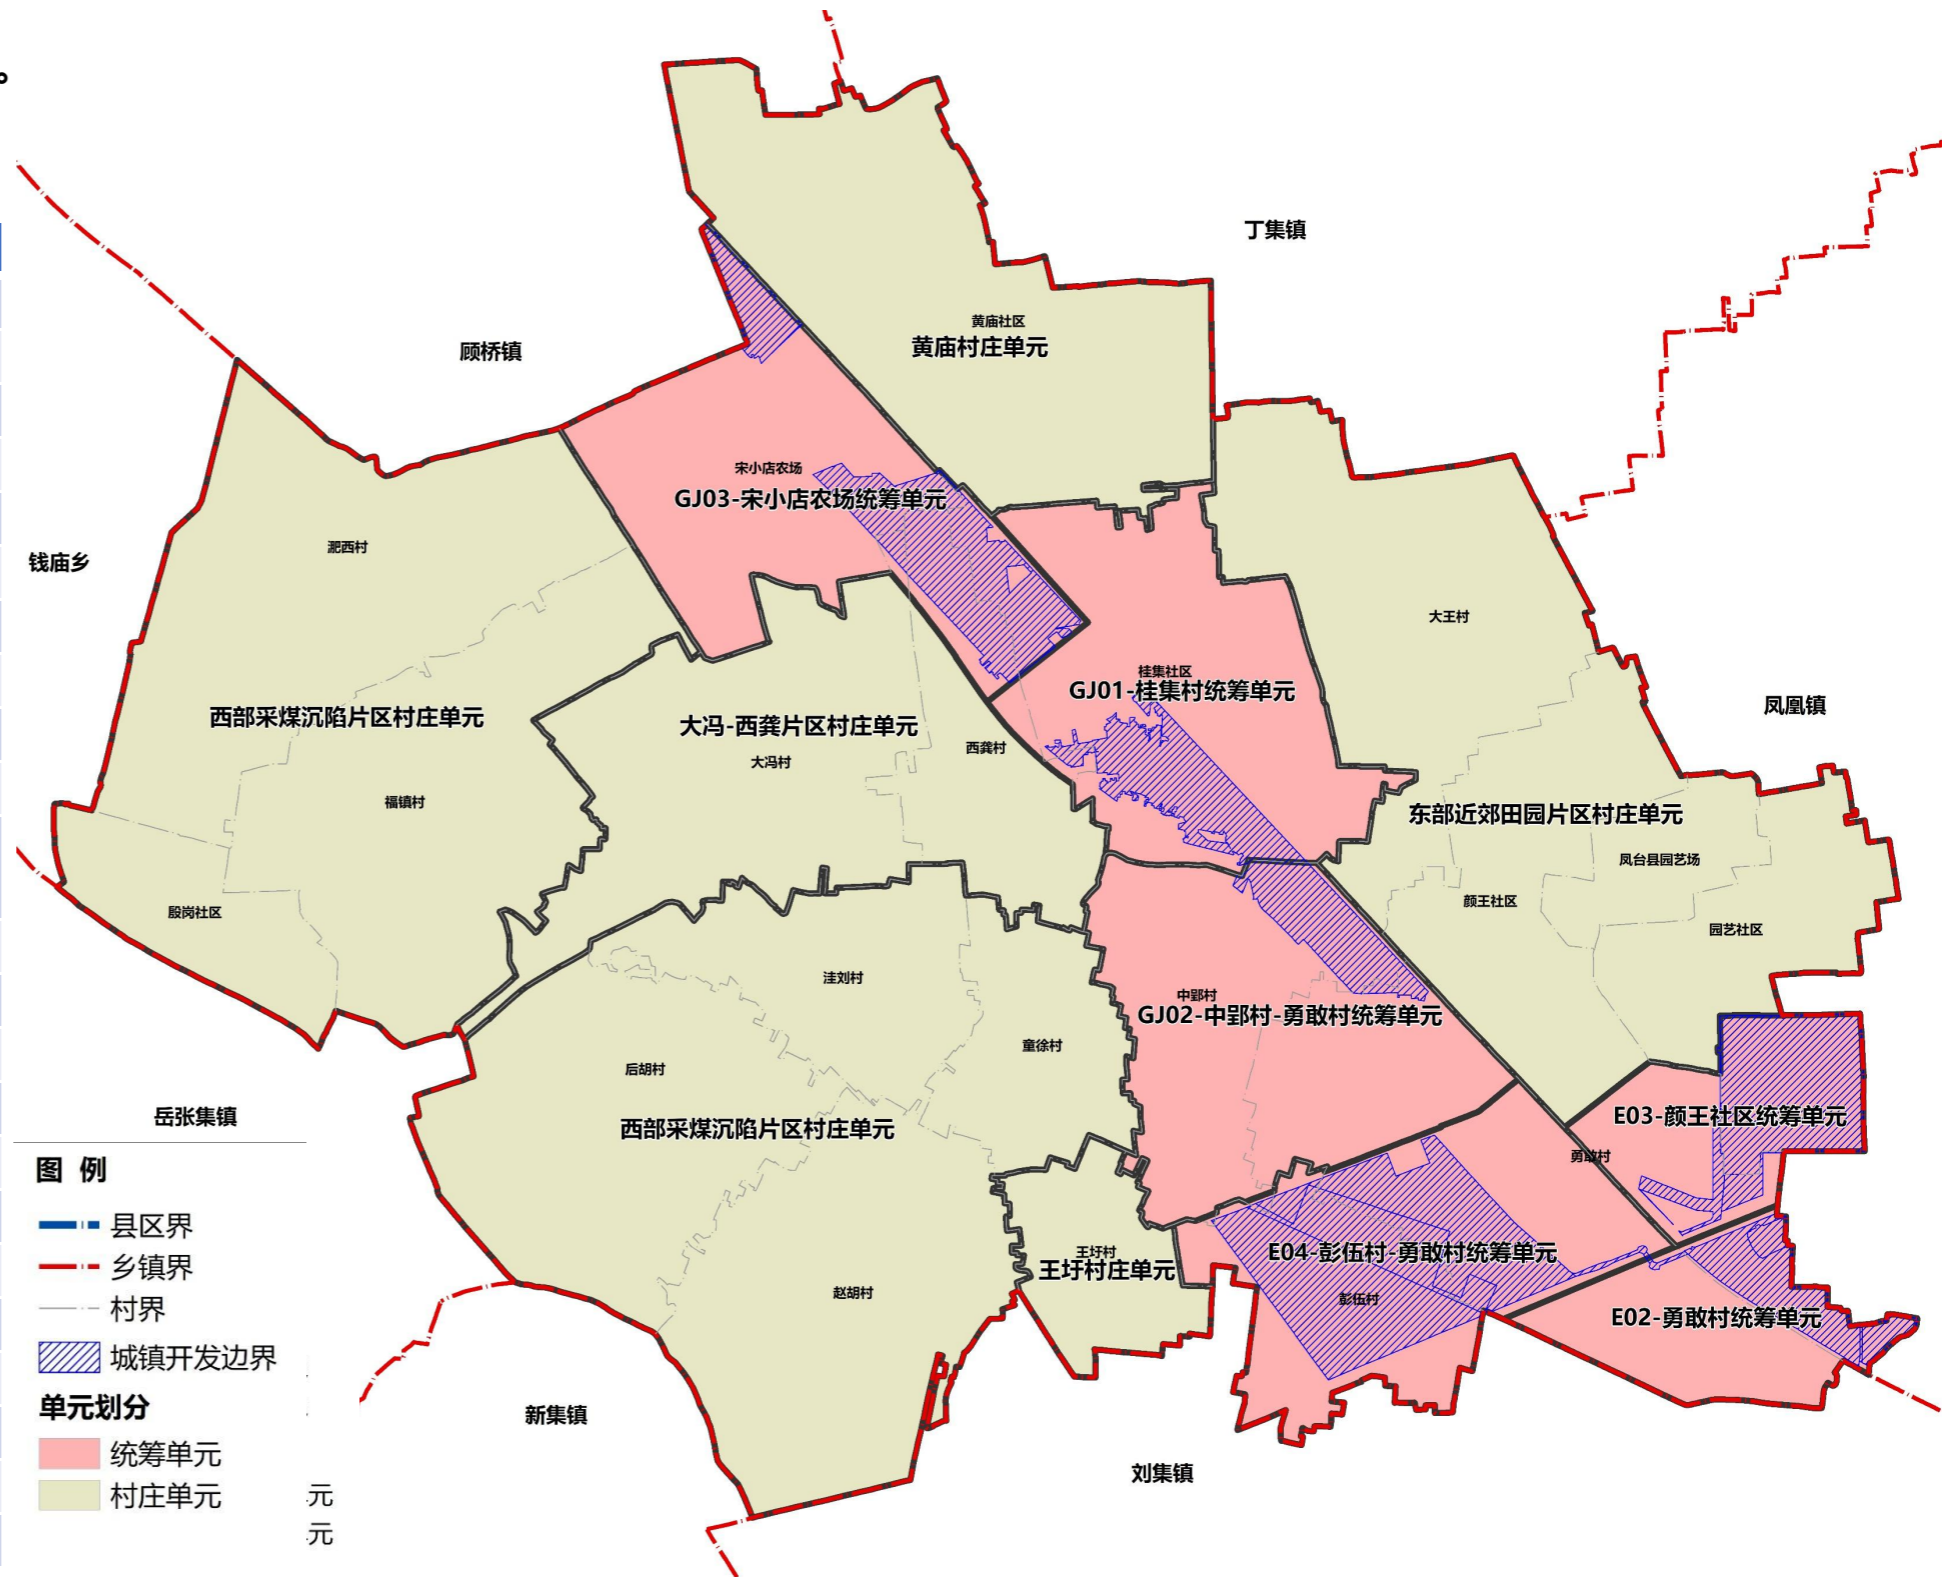 丁集镇
黄庙社区
黄庙村庄单元
顾桥镇
宋小店农场
GJ03-宋小店农场统筹单元
淝西村
钱庙乡
大王村
桂集社区
GJ01-桂集村统筹单元
凤凰镇
西部采煤沉陷片区村庄单元
大冯-西龚片区村庄单元
西龚村
大冯村
福镇村
东部近郊田园片区村庄单元
凤台县园艺场
颜王社区
殷岗社区
园艺社区
洼刘村
中郢村
GJ02-中郢村-勇敢村统筹单元
童徐村
后胡村
岳张集镇
西部采煤沉陷片区村庄单元
E03-颜王社区统筹单元
勇敢村
王圩村
王圩村庄单元
E04-彭伍村-勇敢村统筹单元
赵胡村
彭伍村
E02-勇敢村统筹单元
新集镇
刘集镇
图 例
县区界
乡镇界
村界
城镇开发边界
单元划分
统筹单元
村庄单元
元
元